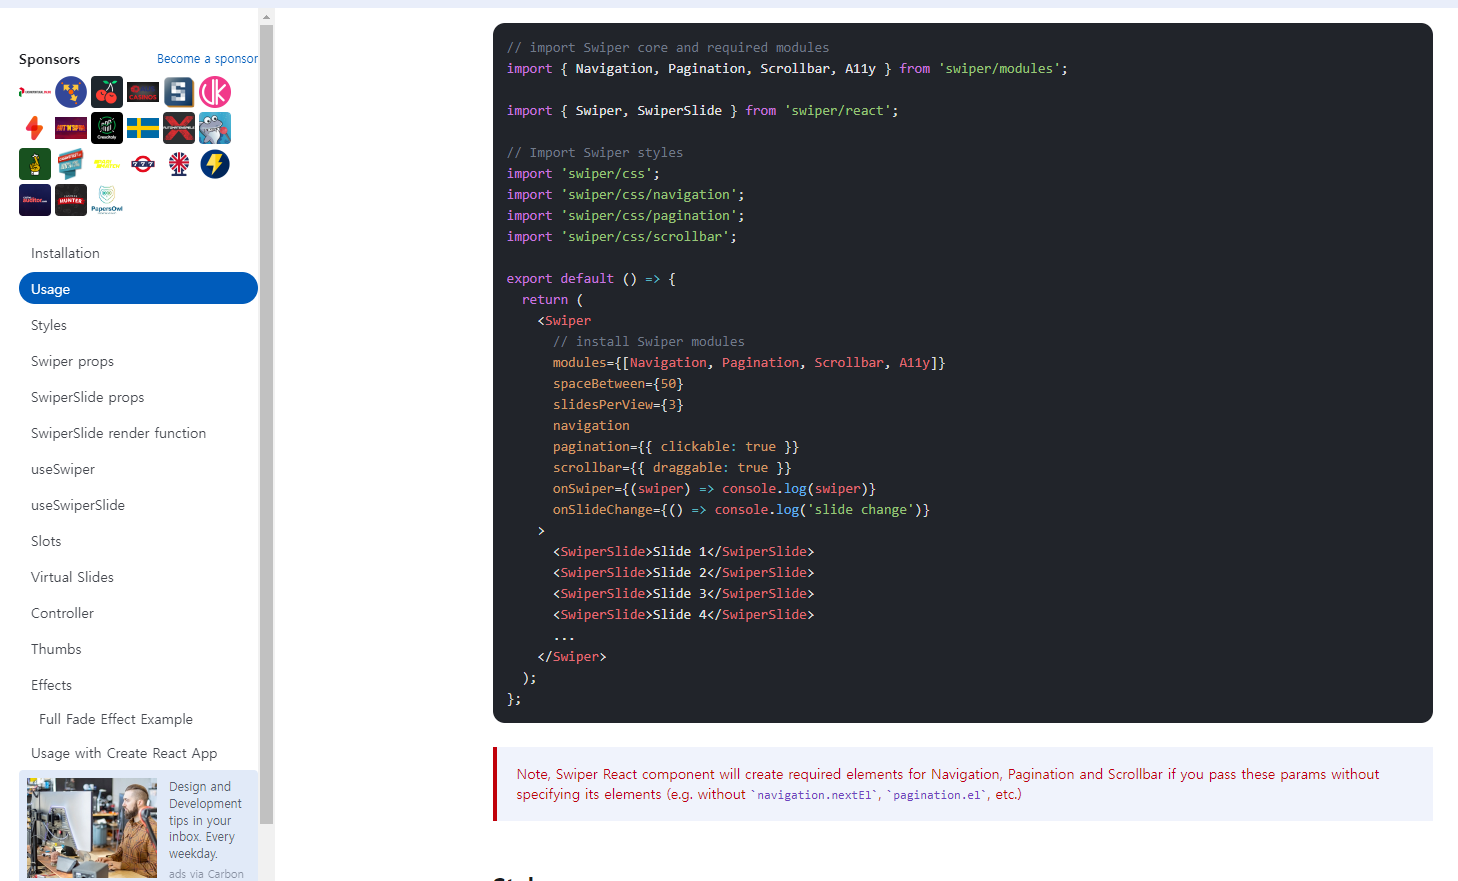 Sponsors
Become a sponsor
Installation
Usage
Styles
Swiper props
SwiperSlide props
SwiperSlide render function
useSwiper
useSwiperSlide
Slots
Virtual Slides
Controller
Thumbs
Effects
Full Fade Effect Example
Usage with Create React App
Design and
Development
tips in your
inbox. Every
weekday.
ads via Carbon
// import Swiper core and required modules
import { Navigation, Pagination, Scrollbar, A11y } from 'swiper/modules';

import { Swiper, SwiperSlide } from 'swiper/react';

// Import Swiper styles
import 'swiper/css';
import 'swiper/css/navigation';
import 'swiper/css/pagination';
import 'swiper/css/scrollbar';

export default () => {
  return (
    <Swiper
      // install Swiper modules
      modules={[Navigation, Pagination, Scrollbar, A11y]}
      spaceBetween={50}
      slidesPerView={3}
      navigation
      pagination={{ clickable: true }}
      scrollbar={{ draggable: true }}
      onSwiper={(swiper) => console.log(swiper)}
      onSlideChange={() => console.log('slide change')}
    >
      <SwiperSlide>Slide 1</SwiperSlide>
      <SwiperSlide>Slide 2</SwiperSlide>
      <SwiperSlide>Slide 3</SwiperSlide>
      <SwiperSlide>Slide 4</SwiperSlide>
      ...
    </Swiper>
  );
};
Note, Swiper React component will create required elements for Navigation, Pagination and Scrollbar if you pass these params without
specifying its elements (e.g. without `navigation.nextEl`, `pagination.el`, etc.)